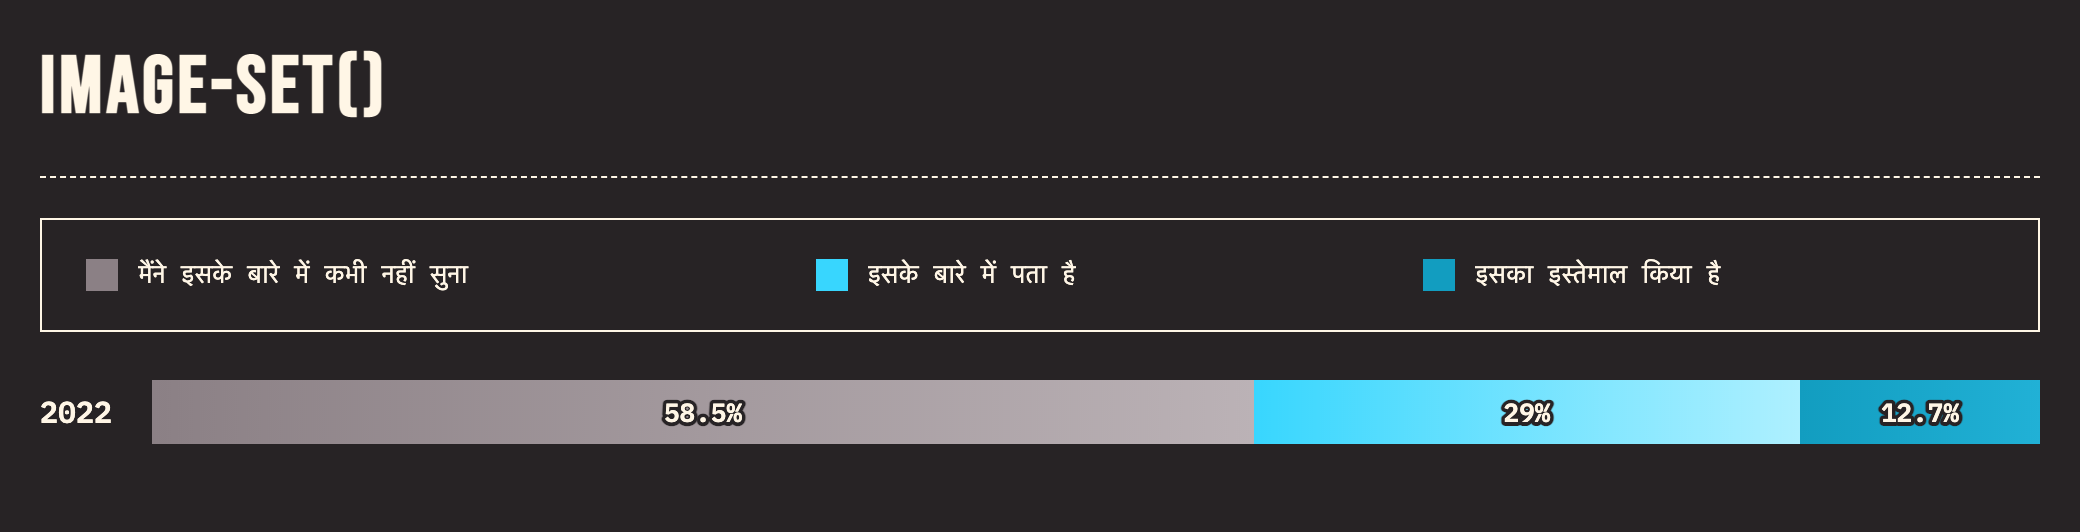 IMAGE-SET()
मैंने इसके बारे में कभी नहीं सुना
इसके बारे में पता है
इसका इस्तेमाल किया है
2022 58.5% 29% 12.7%